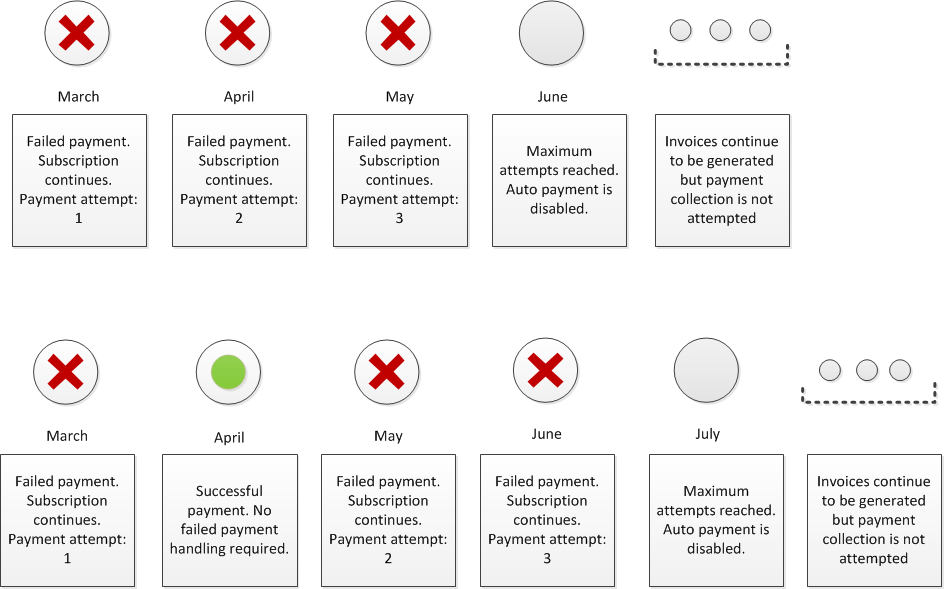 March
April
May
June
Failed payment.
Subscription
continues.
Payment attempt:
1
Failed payment.
Subscription
continues.
Payment attempt:
2
Failed payment.
Subscription
continues.
Payment attempt:
3
Maximum
attempts reached.
Auto payment is
disabled.
Invoices continue
to be generated
but payment
collection is not
attempted
March
April
May
June
July
Failed payment.
Subscription
continues.
Payment attempt:
1
Successful
payment. No
failed payment
handling required.
Failed payment.
Subscription
continues.
Payment attempt:
2
Failed payment.
Subscription
continues.
Payment attempt:
3
Maximum
attempts reached.
Auto payment is
disabled.
Invoices continue
to be generated
but payment
collection is not
attempted